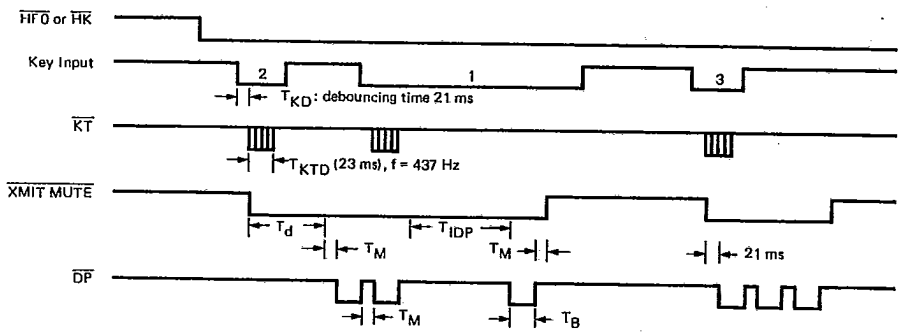 HFO or HK
Key Input
2
1
3
T_KD: debouncing time 21 ms
KT
T_KTD (23 ms), f = 437 Hz
XMIT MUTE
T_d
T_IDP
T_M
T_M
21 ms
DP
T_M
T_B